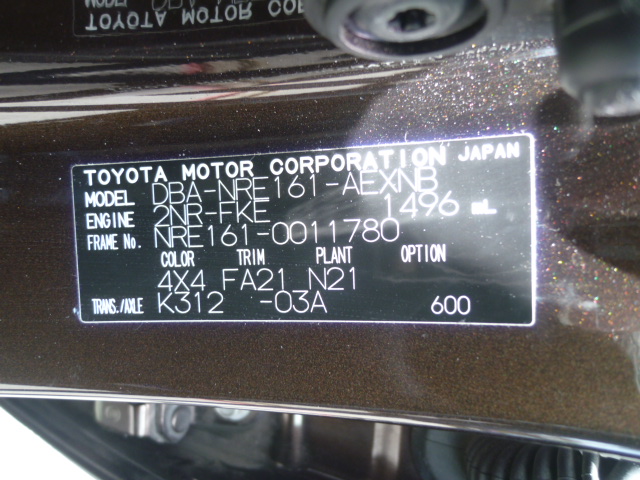 TOYOTA MOTOR CORPORATION JAPAN
MODEL DBA-NRE161-AEXNB
ENGINE 2NR-FKE 1496 mL
FRAME No. NRE161-0011780
COLOR TRIM PLANT OPTION
4X4 FA21 N21
TRANS./AXLE K312 -03A 600